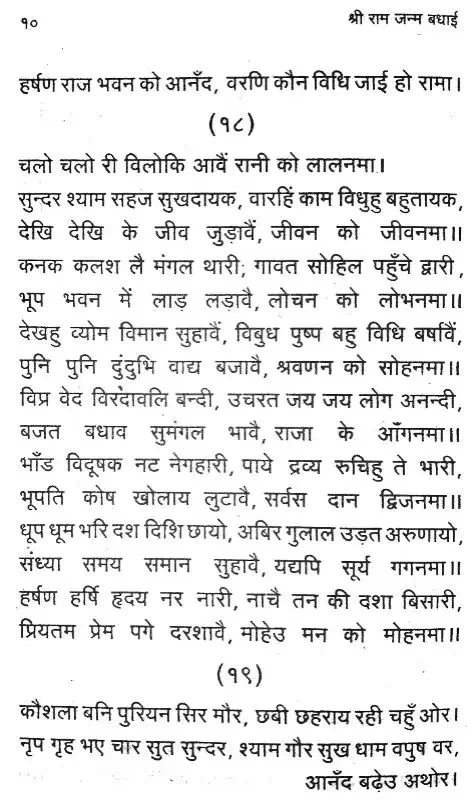 १०
श्री राम जन्म बधाई
हर्षण राज भवन को आनँद, वरणि कौन विधि जाई हो रामा।
(१८)
चलो चलो री विलोकि आवैं रानी को लालनमा।
सुन्दर श्याम सहज सुखदायक, वारहिं काम विधुहु बहुतायक,
देखि देखि के जीव जुड़ावैं, जीवन को जीवनमा॥
कनक कलश लै मंगल थारी; गावत सोहिल पहुँचे द्वारी,
भूप भवन में लाड़ लड़ावै, लोचन को लोभनमा॥
देखहु व्योम विमान सुहावैं, विबुध पुष्प बहु विधि बर्षावैं,
पुनि पुनि दुंदुभि वाद्य बजावै, श्रवणन को सोहनमा॥
विप्र वेद विरदावलि बन्दी, उचरत जय जय लोग अनन्दी,
बजत बधाव सुमंगल भावै, राजा के आँगनमा॥
भाँड विदूषक नट नेगहारी, पाये द्रव्य रुचिहु ते भारी,
भूपति कोष खोलाय लुटावै, सर्वस दान द्विजनमा॥
धूप धूम भरि दश दिशि छायो, अबिर गुलाल उड़त अरुणायो,
संध्या समय समान सुहावै, यद्यपि सूर्य गगनमा॥
हर्षण हर्षि हृदय नर नारी, नाचै तन की दशा बिसारी,
प्रियतम प्रेम पगे दरशावै, मोहेउ मन को मोहनमा॥
(१९)
कौशला बनि पुरियन सिर मौर, छबी छहराय रही चहुँ ओर।
नृप गृह भए चार सुत सुन्दर, श्याम गौर सुख धाम वपुष वर,
आनँद बढ़ेउ अथोर।